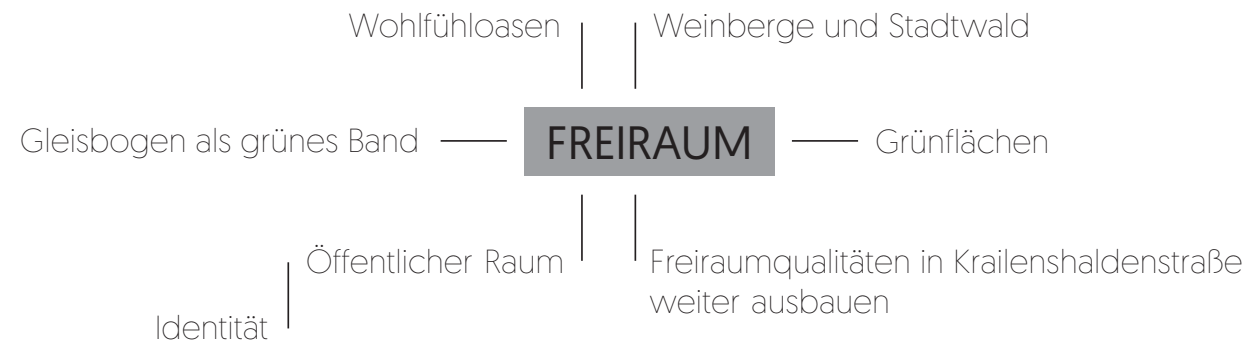 Wohlfühloasen
Weinberge und Stadtwald
Gleisbogen als grünes Band
FREIRAUM
Grünflächen
Öffentlicher Raum
Freiraumqualitäten in Krailenshaldenstraße
weiter ausbauen
Identität